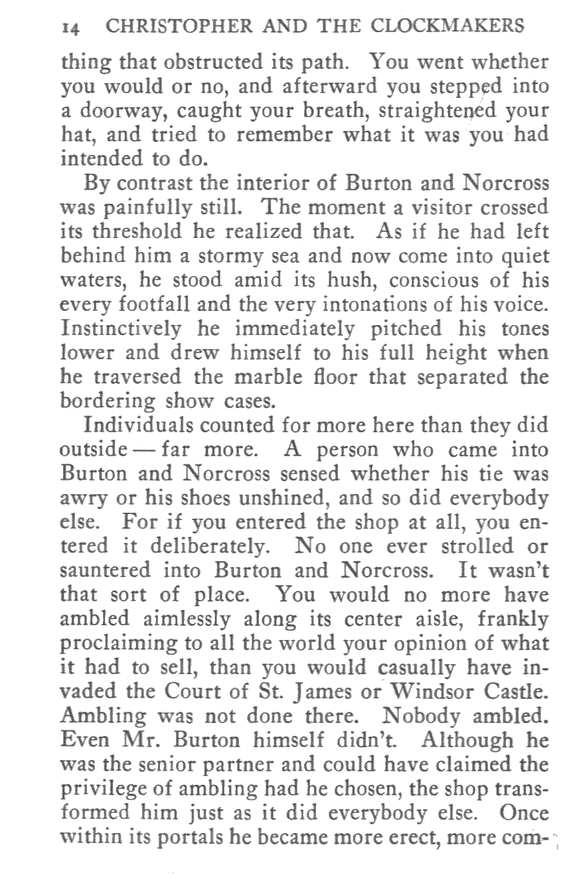 14 CHRISTOPHER AND THE CLOCKMAKERS
thing that obstructed its path. You went whether
you would or no, and afterward you stepped into
a doorway, caught your breath, straightened your
hat, and tried to remember what it was you had
intended to do.
By contrast the interior of Burton and Norcross
was painfully still. The moment a visitor crossed
its threshold he realized that. As if he had left
behind him a stormy sea and now come into quiet
waters, he stood amid its hush, conscious of his
every footfall and the very intonations of his voice.
Instinctively he immediately pitched his tones
lower and drew himself to his full height when
he traversed the marble floor that separated the
bordering show cases.
Individuals counted for more here than they did
outside — far more. A person who came into
Burton and Norcross sensed whether his tie was
awry or his shoes unshined, and so did everybody
else. For if you entered the shop at all, you en-
tered it deliberately. No one ever strolled or
sauntered into Burton and Norcross. It wasn't
that sort of place. You would no more have
ambled aimlessly along its center aisle, frankly
proclaiming to all the world your opinion of what
it had to sell, than you would casually have in-
vaded the Court of St. James or Windsor Castle.
Ambling was not done there. Nobody ambled.
Even Mr. Burton himself didn't. Although he
was the senior partner and could have claimed the
privilege of ambling had he chosen, the shop trans-
formed him just as it did everybody else. Once
within its portals he became more erect, more com-